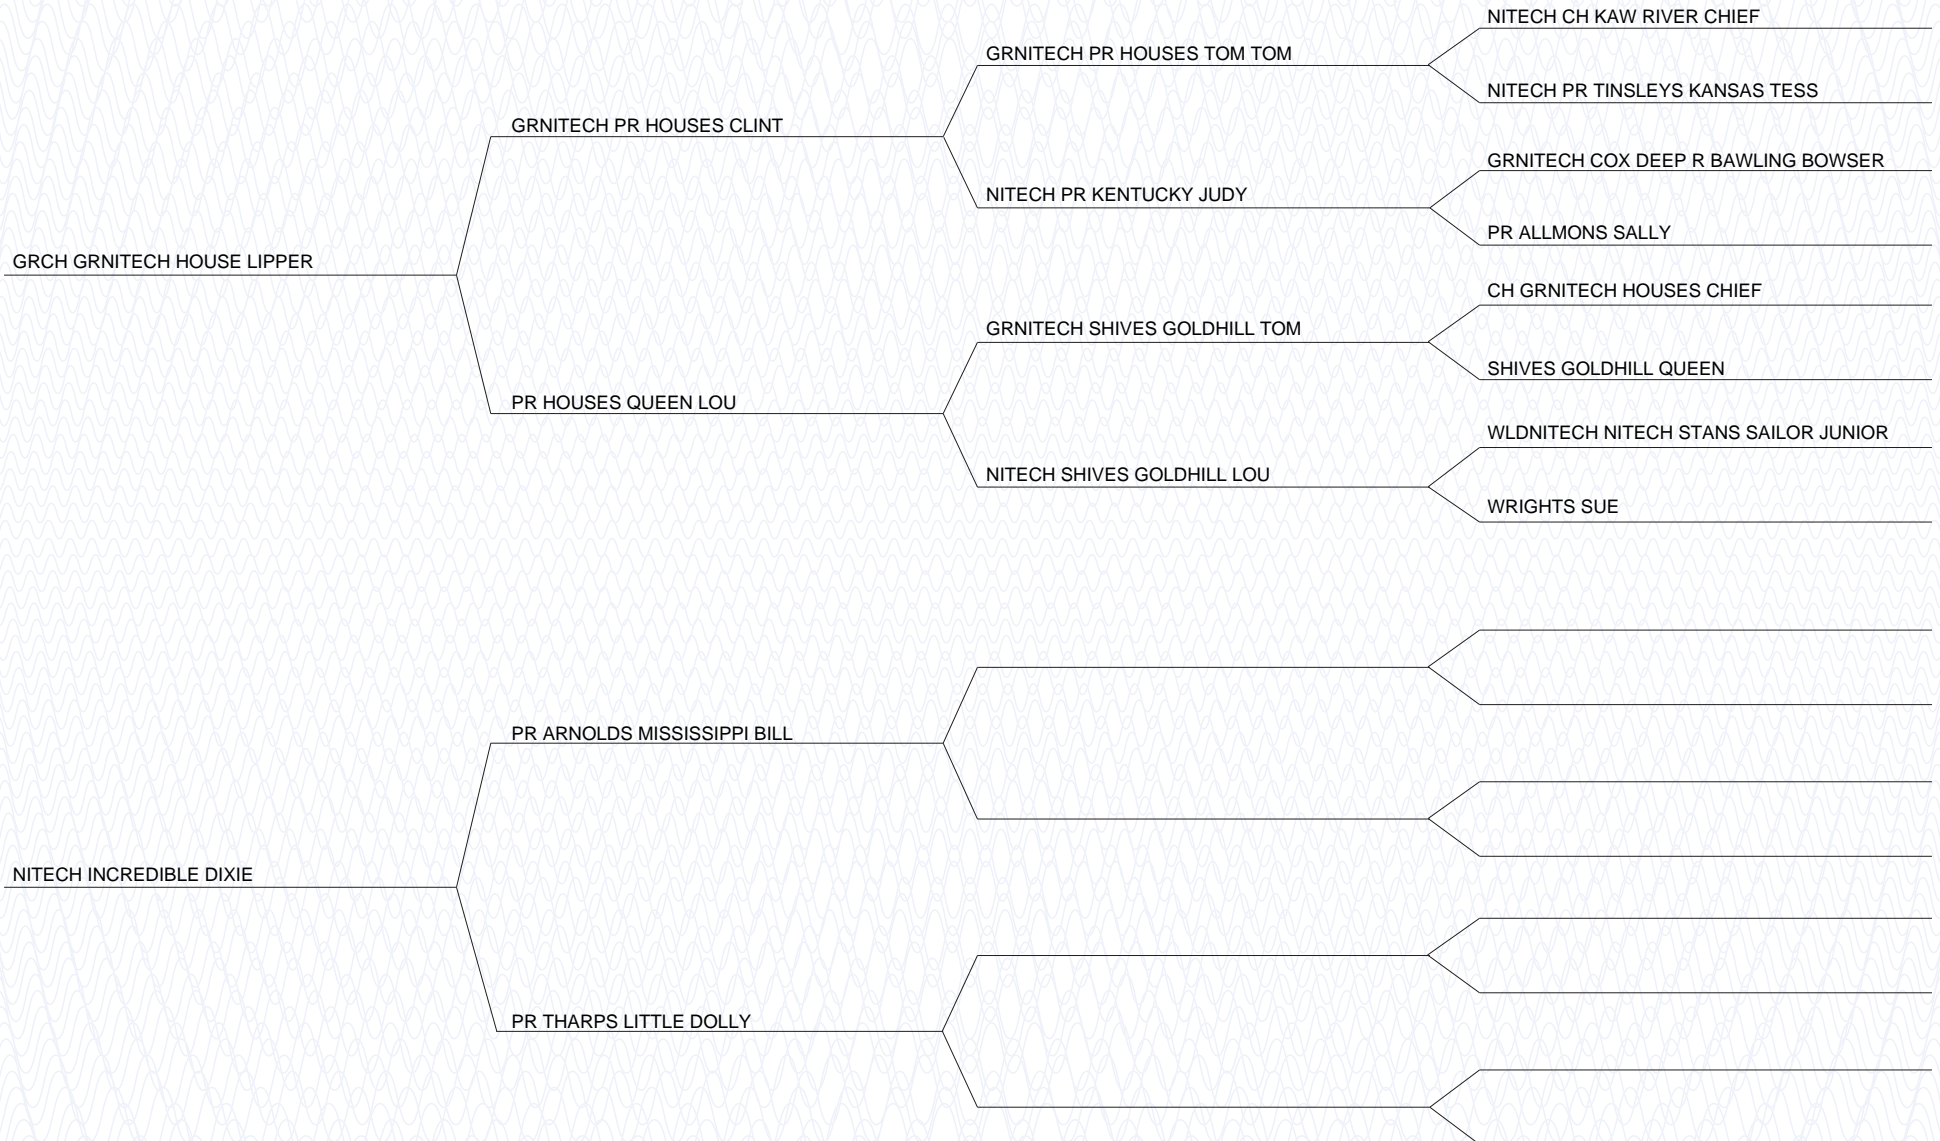 NITECH CH KAW RIVER CHIEF
GRNITECH PR HOUSES TOM TOM
NITECH PR TINSLEYS KANSAS TESS
GRNITECH PR HOUSES CLINT
GRNITECH COX DEEP R BAWLING BOWSER
NITECH PR KENTUCKY JUDY
PR ALLMONS SALLY
GRCH GRNITECH HOUSE LIPPER
CH GRNITECH HOUSES CHIEF
GRNITECH SHIVES GOLDHILL TOM
SHIVES GOLDHILL QUEEN
PR HOUSES QUEEN LOU
WLDNITECH NITECH STANS SAILOR JUNIOR
NITECH SHIVES GOLDHILL LOU
WRIGHTS SUE
PR ARNOLDS MISSISSIPPI BILL
NITECH INCREDIBLE DIXIE
PR THARPS LITTLE DOLLY